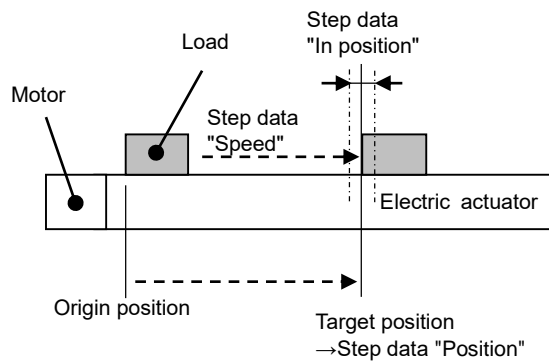 Step data
"In position"
Load
Motor
Step data
"Speed"
Electric actuator
Origin position
Target position
→Step data "Position"